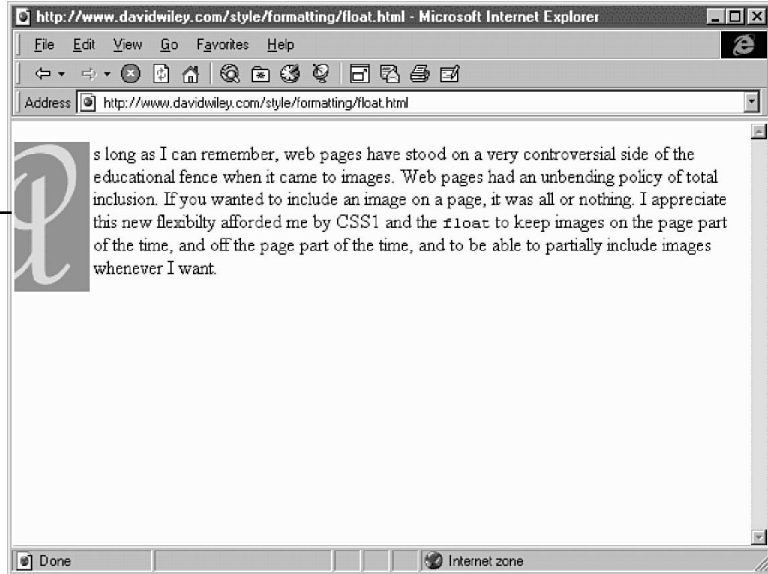 http://www.davidwiley.com/style/formatting/float.html - Microsoft Internet Explorer
File Edit View Go Favorites Help
Address http://www.davidwiley.com/style/formatting/float.html
A
s long as I can remember, web pages have stood on a very controversial side of the
educational fence when it came to images. Web pages had an unbending policy of total
inclusion. If you wanted to include an image on a page, it was all or nothing. I appreciate
this new flexibilty afforded me by CSS1 and the float to keep images on the page part
of the time, and off the page part of the time, and to be able to partially include images
whenever I want.
Done Internet zone